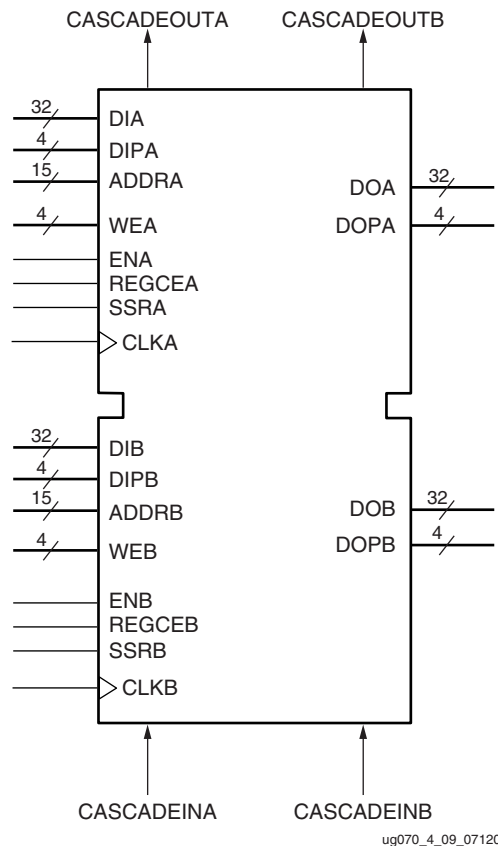 CASCADEOUTA CASCADEOUTB
32 DIA
4 DIPA
15 ADDRA
DOA 32
4 WEA
DOPA 4
ENA
REGCEA
SSRA
CLKA
32 DIB
4 DIPB
15 ADDRB
DOB 32
4 WEB
DOPB 4
ENB
REGCEB
SSRB
CLKB
CASCADEINA CASCADEINB
ug070_4_09_07120